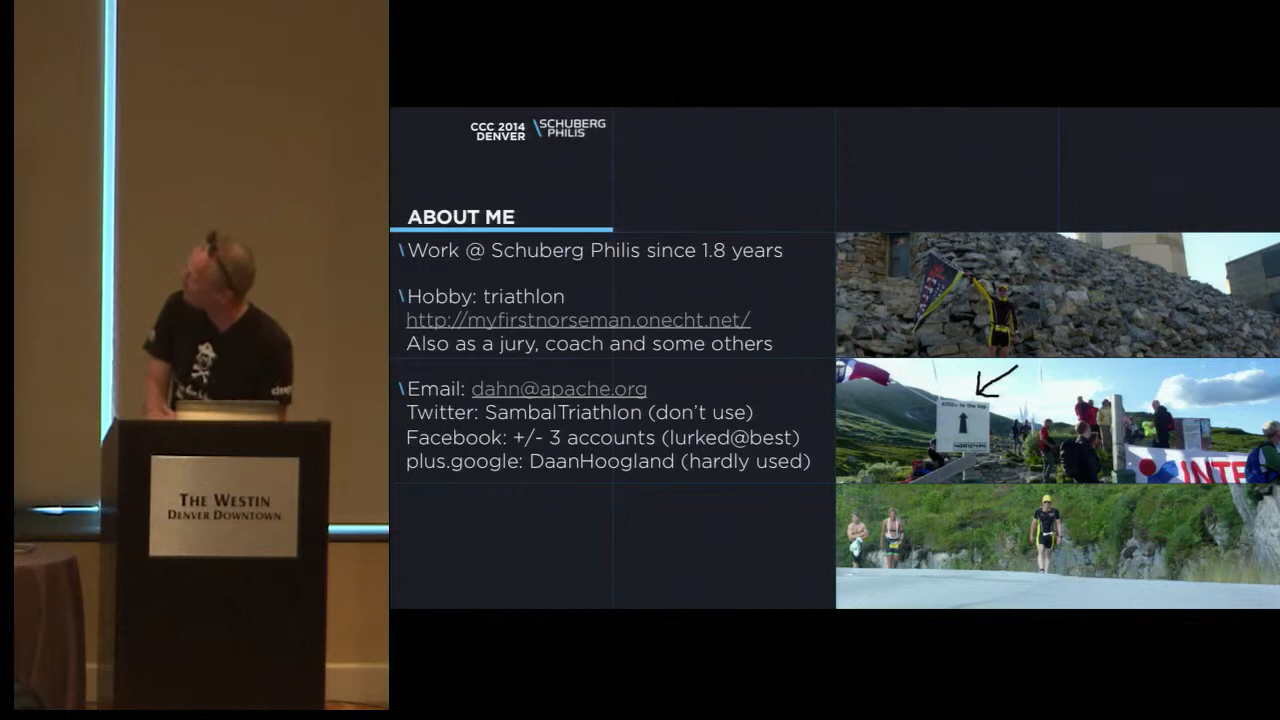 THE WESTIN
DENVER DOWNTOWN
CCC 2014
DENVER
SCHUBERG
PHILIS
ABOUT ME
\Work @ Schuberg Philis since 1.8 years
\Hobby: triathlon
http://myfirstnorseman.onecht.net/
Also as a jury, coach and some others
\Email: dahn@apache.org
Twitter: SambalTriathlon (don't use)
Facebook: +/- 3 accounts (lurked@best)
plus.google: DaanHoogland (hardly used)
INTE